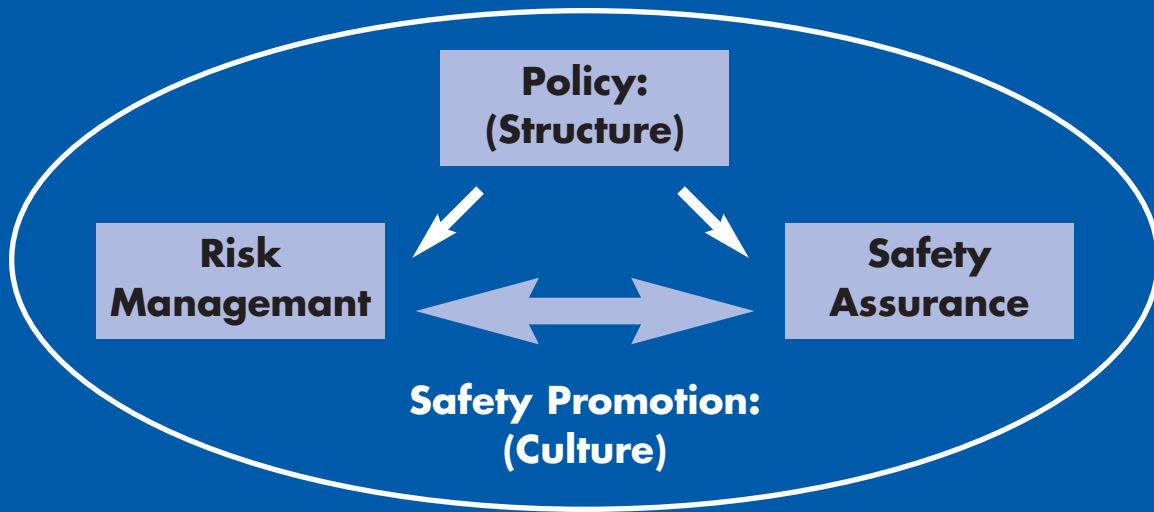 Policy:
(Structure)
Risk
Managemant
Safety
Assurance
Safety Promotion:
(Culture)